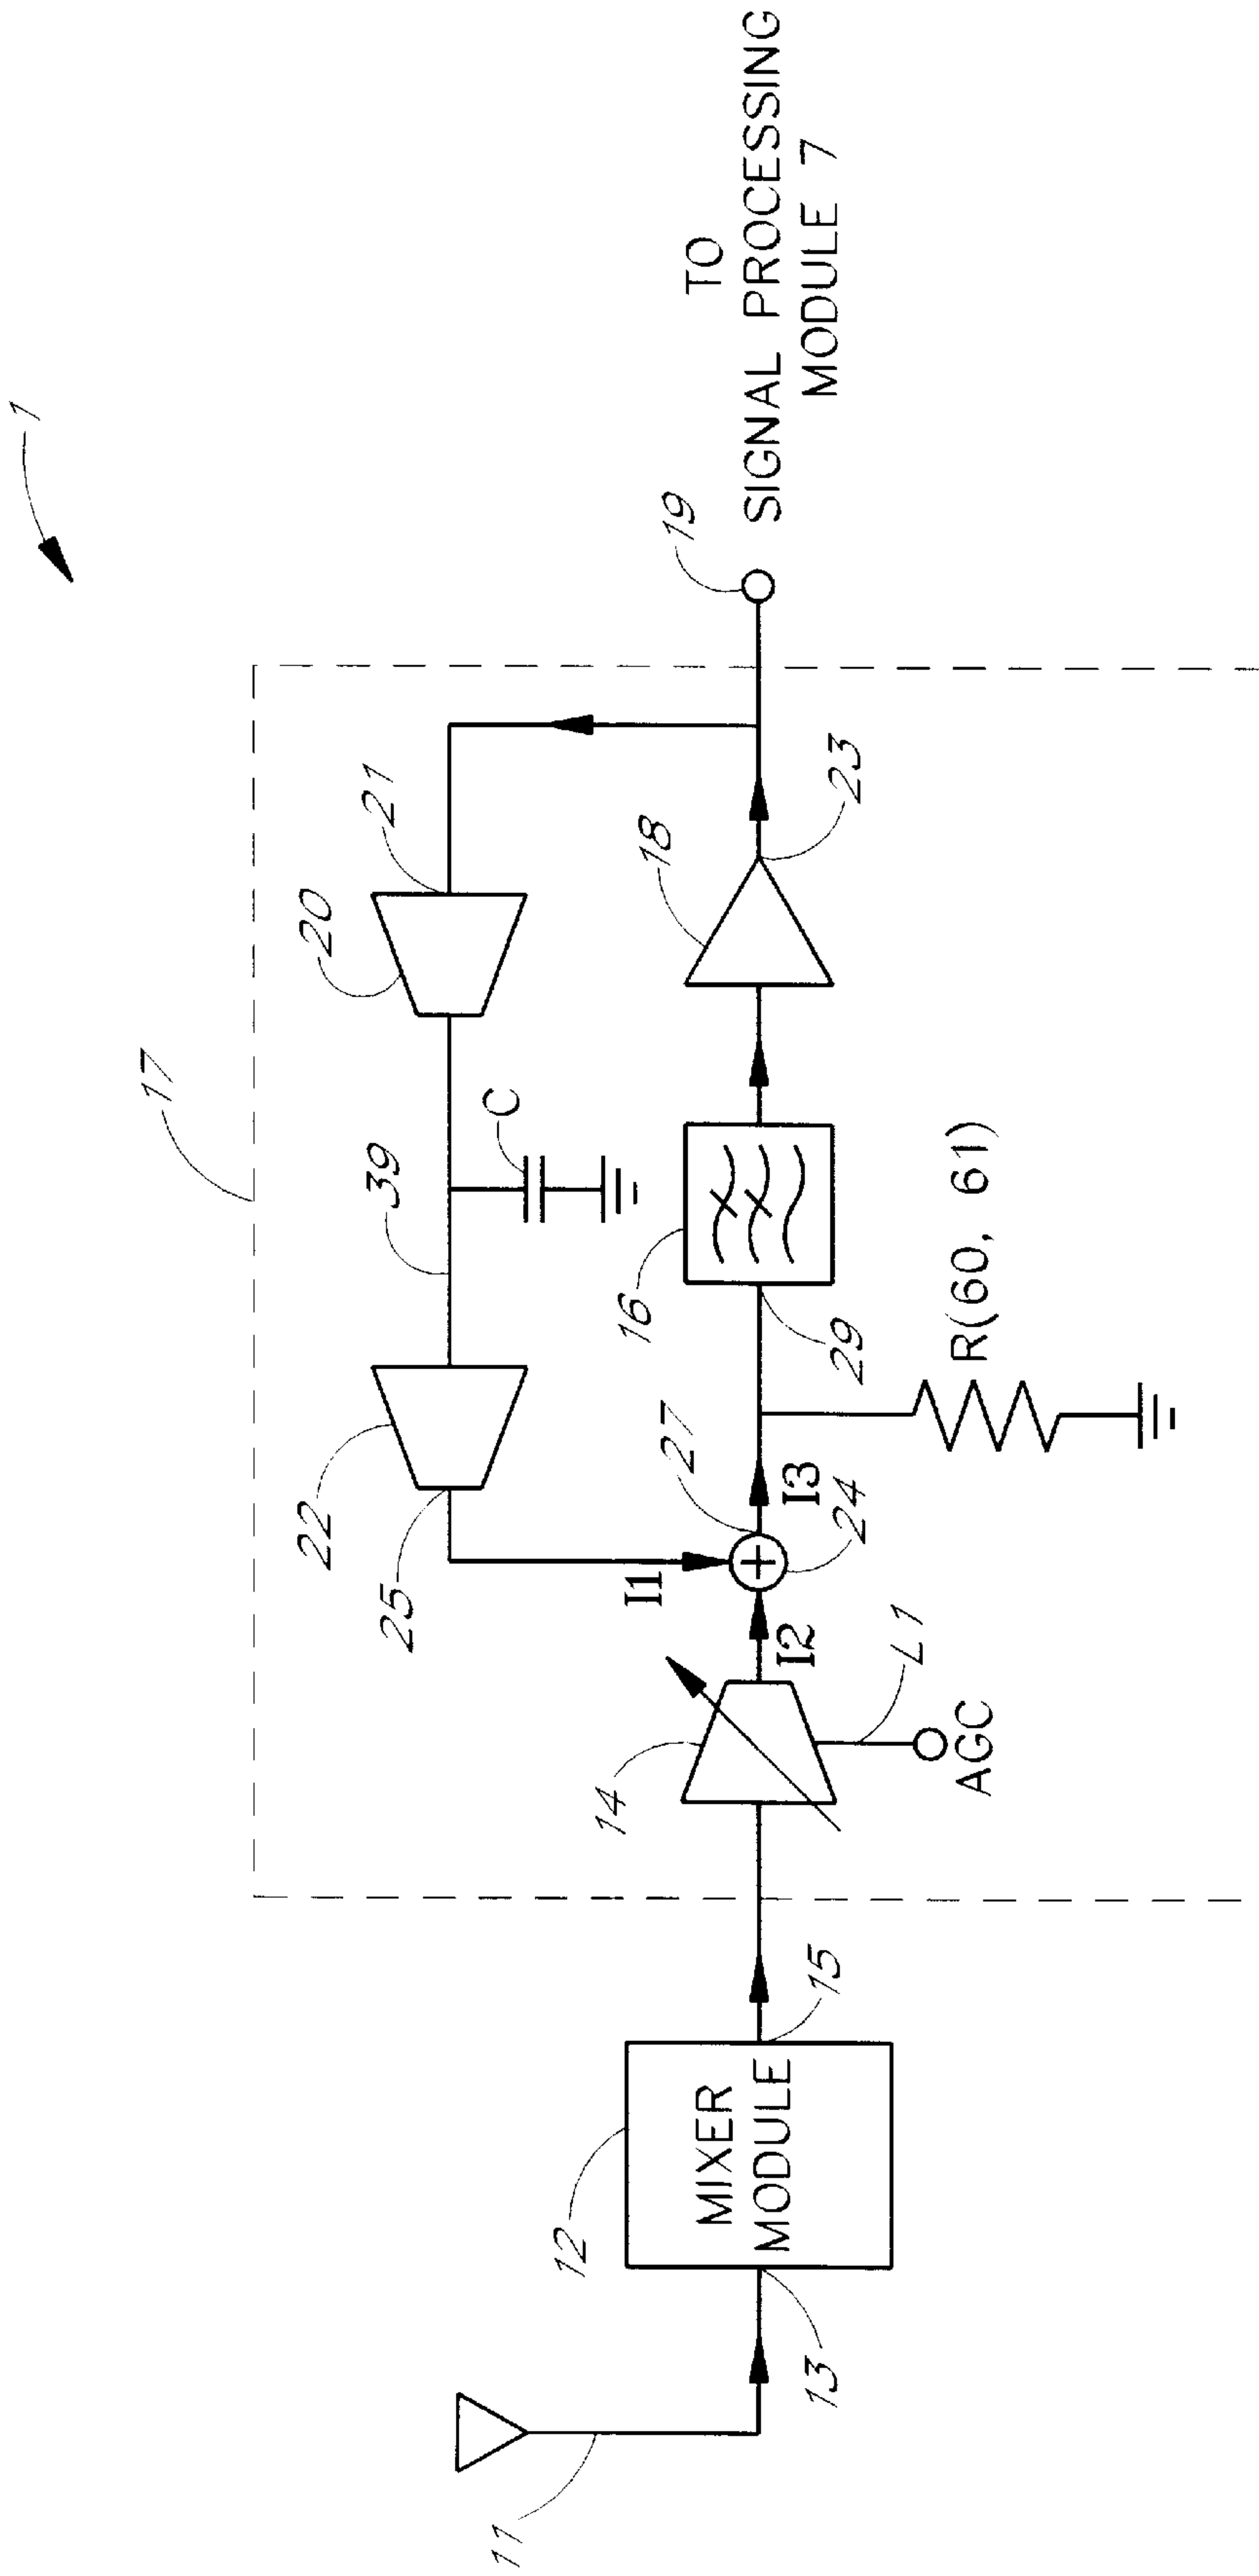 1
17
20
21
39
C
22
25
I1
18
23
19
TO
SIGNAL PROCESSING
MODULE 7
16
29
R(60, 61)
27
I3
24
I2
14
L1
AGC
11
12
MIXER
MODULE
13
15